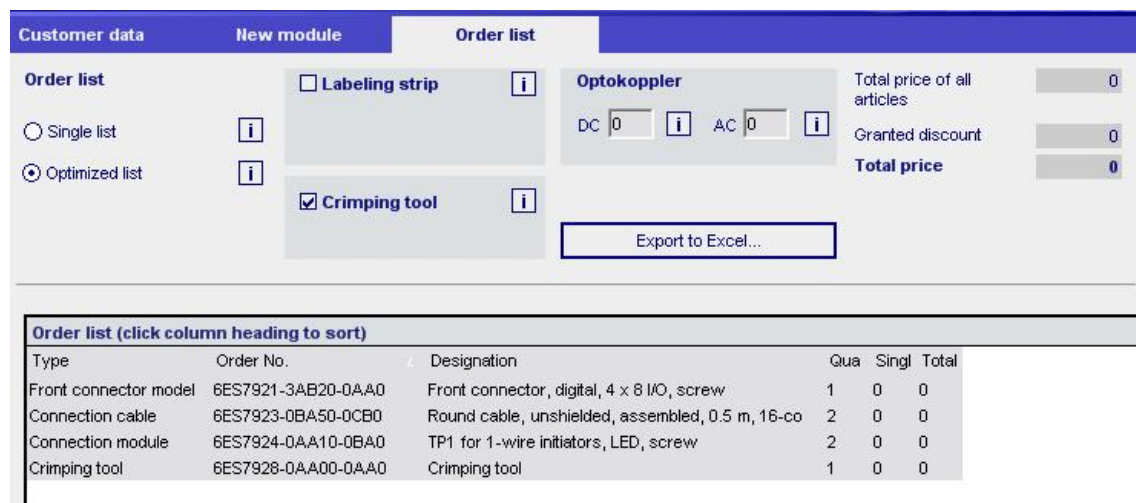 Customer data New module Order list
Order list
Single list i
Optimized list i
Labeling strip i
Crimping tool i
Optokoppler
DC 0 i AC 0 i
Export to Excel...
Total price of all articles 0
Granted discount 0
Total price 0
Order list (click column heading to sort)
Type Order No. Designation Qua Singl Total
Front connector model 6ES7921-3AB20-0AA0 Front connector, digital, 4 x 8 I/O, screw 1 0 0
Connection cable 6ES7923-0BA50-0CB0 Round cable, unshielded, assembled, 0.5 m, 16-co 2 0 0
Connection module 6ES7924-0AA10-0BA0 TP1 for 1-wire initiators, LED, screw 2 0 0
Crimping tool 6ES7928-0AA00-0AA0 Crimping tool 1 0 0